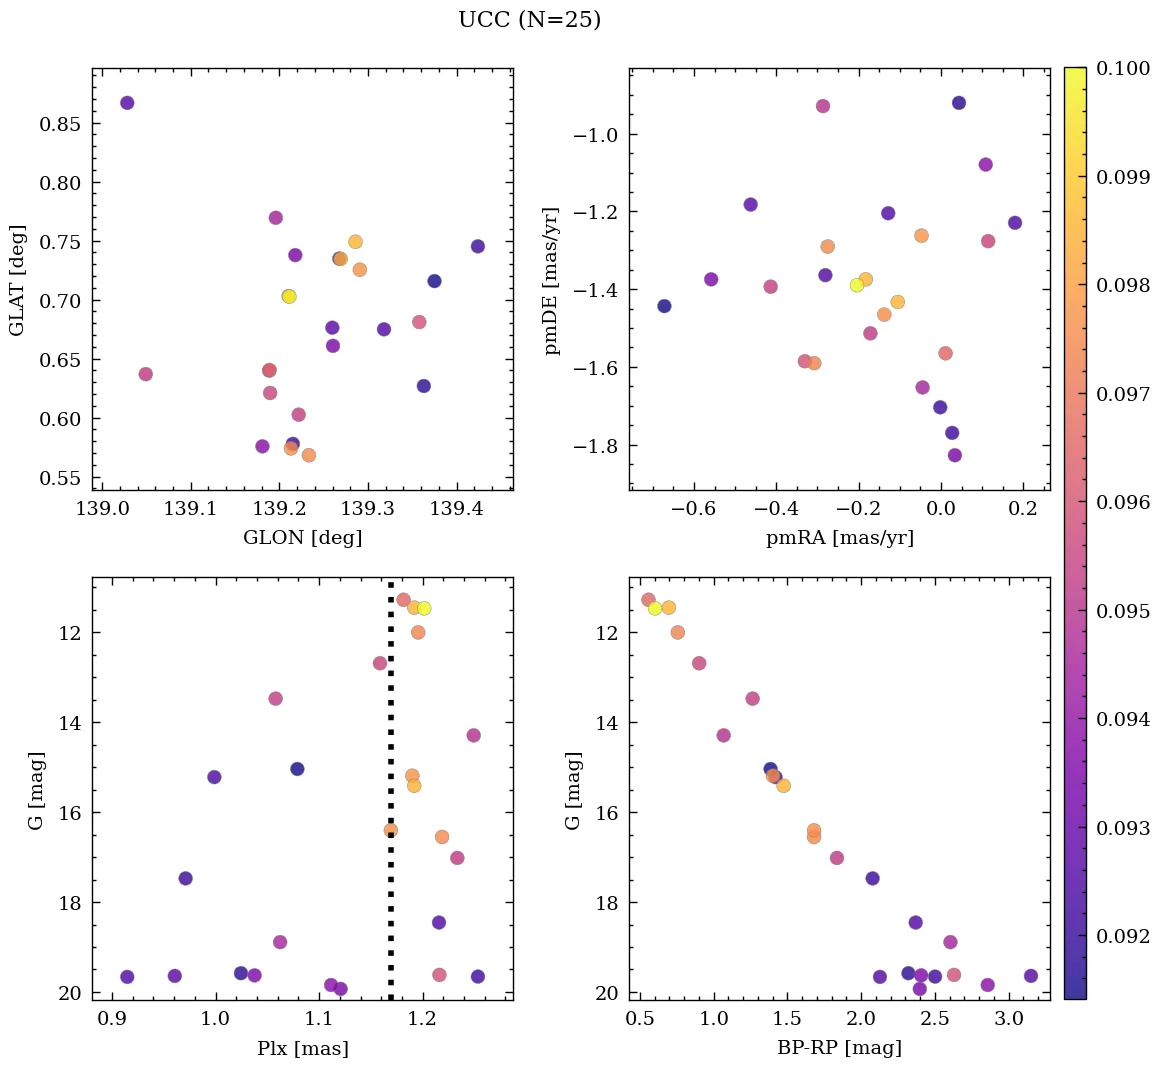 UCC (N=25)
0.85
0.80
0.75
0.70
0.65
0.60
0.55
GLAT [deg]
139.0 139.1 139.2 139.3 139.4
GLON [deg]
−1.0
−1.2
−1.4
−1.6
−1.8
pmDE [mas/yr]
−0.6 −0.4 −0.2 0.0 0.2
pmRA [mas/yr]
12
14
16
18
20
G [mag]
0.9 1.0 1.1 1.2
Plx [mas]
12
14
16
18
20
G [mag]
0.5 1.0 1.5 2.0 2.5 3.0
BP-RP [mag]
0.100
0.099
0.098
0.097
0.096
0.095
0.094
0.093
0.092